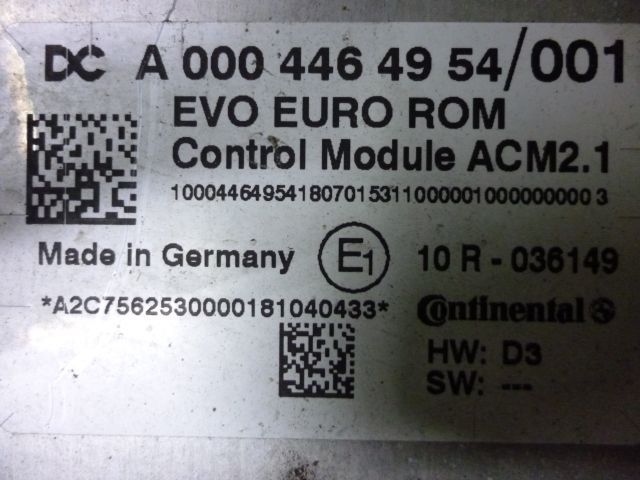 DC A 000 446 49 54/001
EVO EURO ROM
Control Module ACM2.1
10004464954180701531100000100000000003
Made in Germany E1 10 R - 036149
*A2C75625300000181040433* Continental
HW: D3
SW: ---